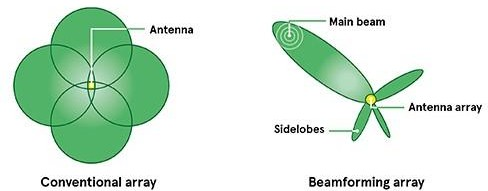 Antenna
Conventional array
Main beam
Antenna array
Sidelobes
Beamforming array